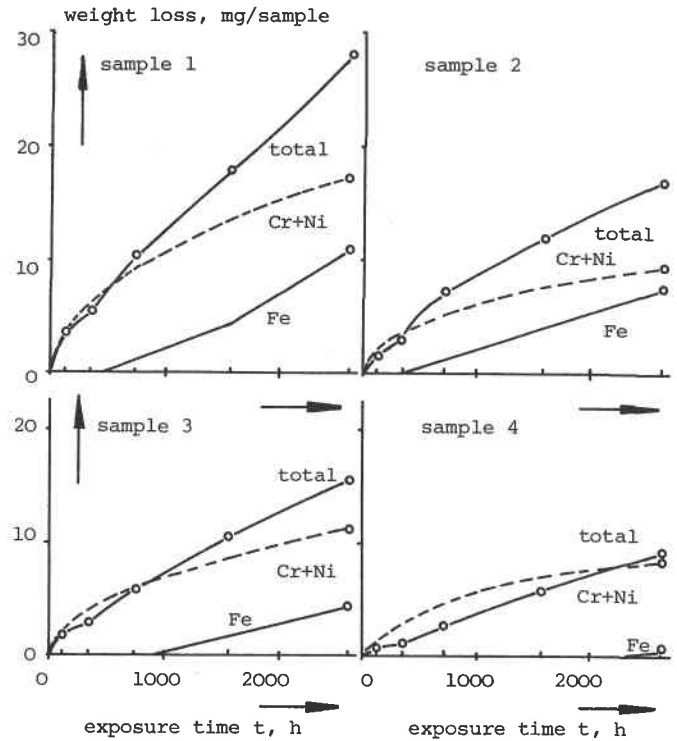 weight loss, mg/sample
30
sample 1
sample 2
20
total
total
Cr+Ni
Cr+Ni
10
Fe
Fe
0
20
sample 3
sample 4
total
total
10
Cr+Ni
Cr+Ni
Fe
Fe
0
0 1000 2000 0 1000 2000
exposure time t, h exposure time t, h